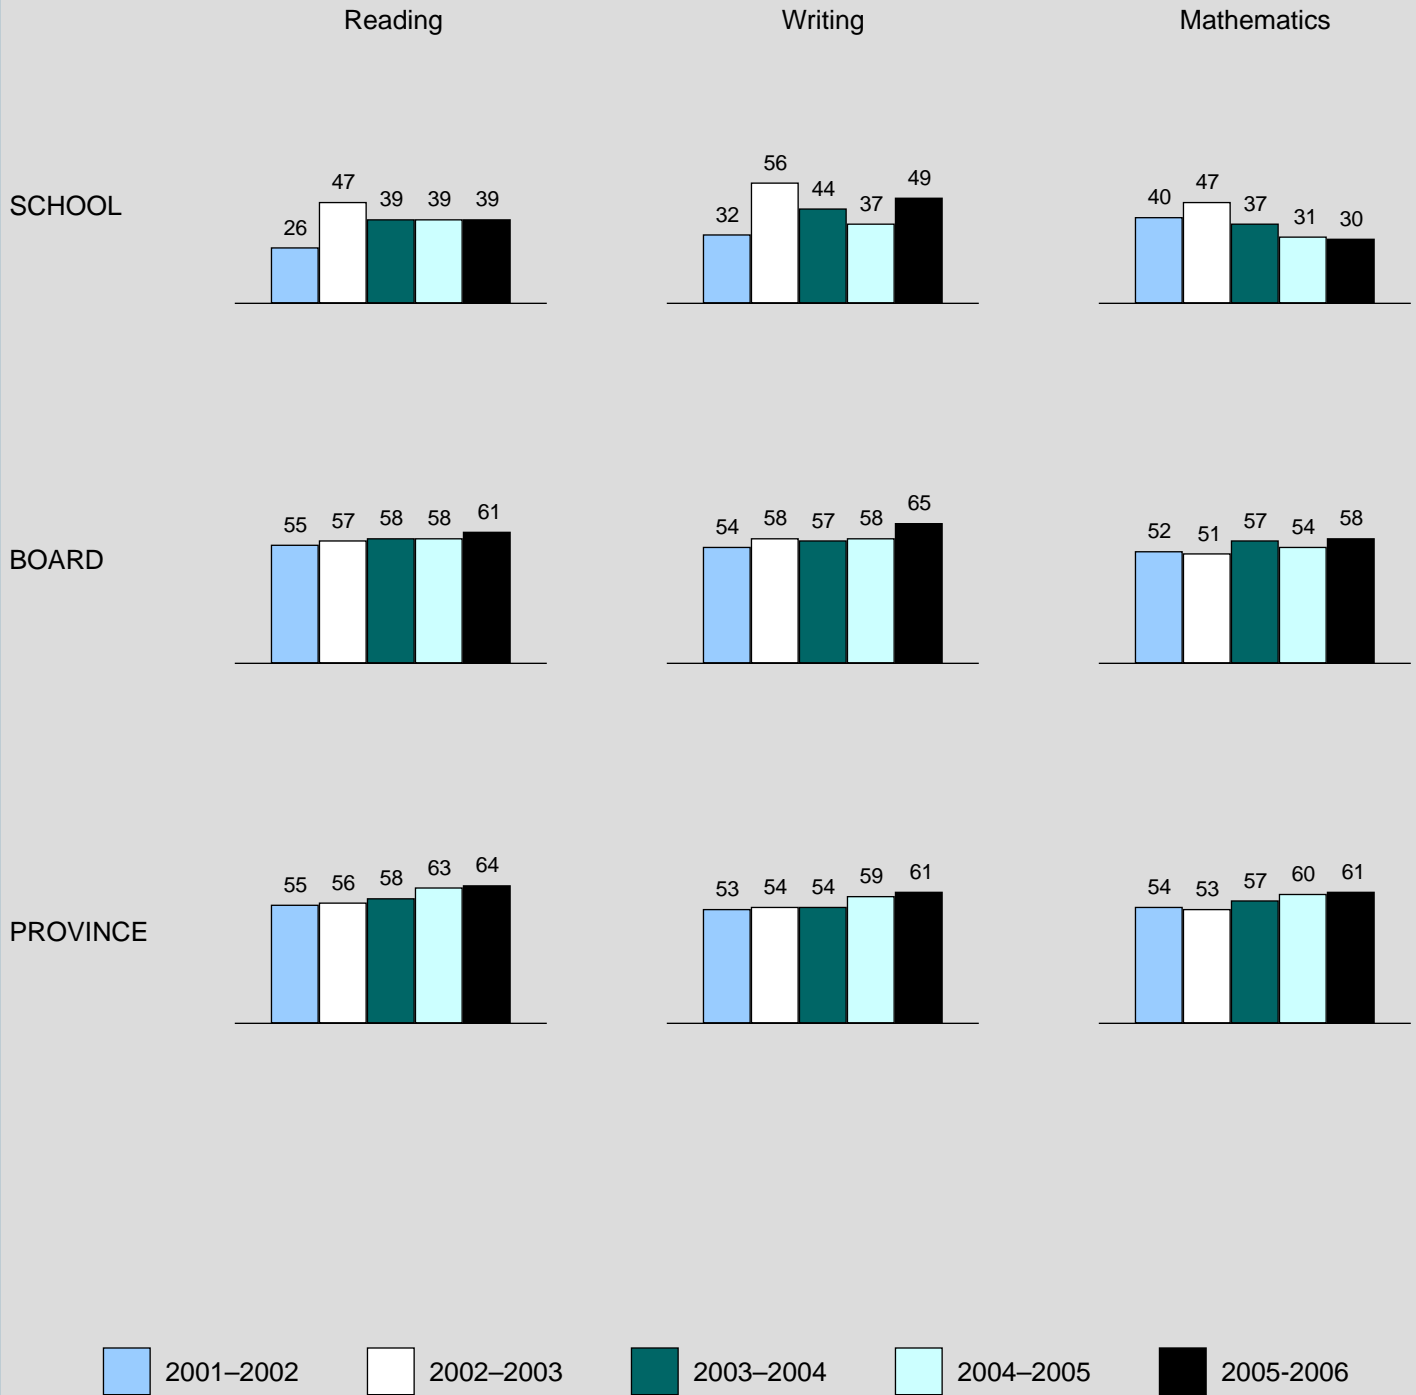 Reading Writing Mathematics
SCHOOL
26 47 39 39 39
32 56 44 37 49
40 47 37 31 30
BOARD
55 57 58 58 61
54 58 57 58 65
52 51 57 54 58
PROVINCE
55 56 58 63 64
53 54 54 59 61
54 53 57 60 61
2001–2002 2002–2003 2003–2004 2004–2005 2005-2006